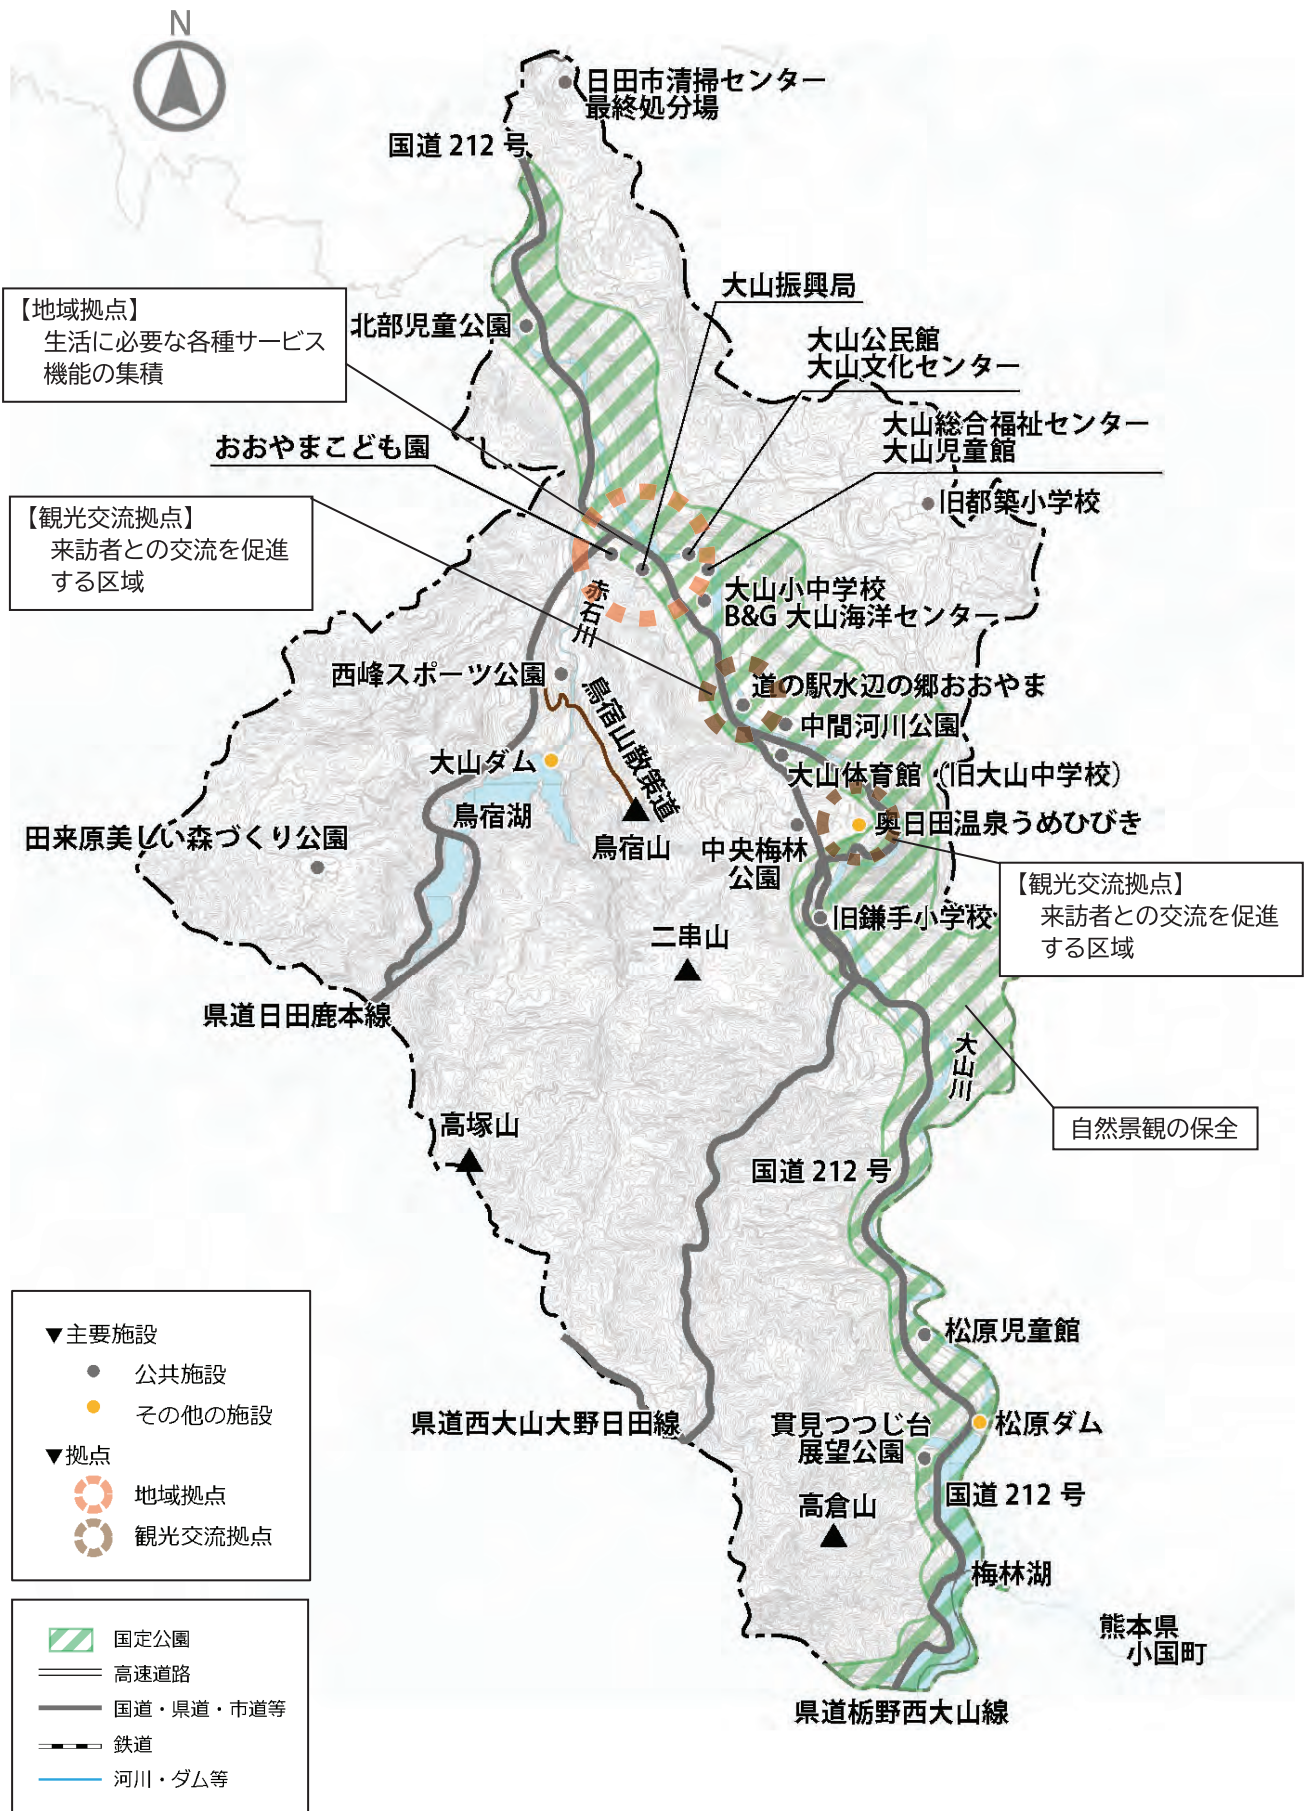 N
日田市清掃センター
最終処分場
国道 212 号
大山振興局
【地域拠点】
生活に必要な各種サービス
機能の集積
北部児童公園
大山公民館
大山文化センター
大山総合福祉センター
大山児童館
おおやまこども園
旧都築小学校
【観光交流拠点】
来訪者との交流を促進
する区域
赤石川
大山小中学校
B&G 大山海洋センター
西峰スポーツ公園
烏宿山散策道
道の駅水辺の郷おおやま
中間河川公園
大山ダム
大山体育館（旧大山中学校）
烏宿湖
奥日田温泉うめひびき
田来原美しい森づくり公園
烏宿山
中央梅林
公園
【観光交流拠点】
来訪者との交流を促進
する区域
旧鎌手小学校
二串山
県道日田鹿本線
大山川
高塚山
自然景観の保全
国道 212 号
松原児童館
県道西大山大野日田線
貫見つつじ台
展望公園
松原ダム
国道 212 号
高倉山
梅林湖
熊本県
小国町
県道栃野西大山線
▼主要施設
公共施設
その他の施設
▼拠点
地域拠点
観光交流拠点
国定公園
高速道路
国道・県道・市道等
鉄道
河川・ダム等